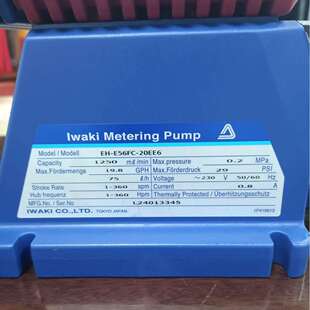 Iwaki Metering Pump
Model / Modell EH-E56FC-20EE6
Capacity 1250 mℓ/min Max.pressure 0.2 MPa
Max.Fördermenge 19.8 GPH Max.Förderdruck 29 PSI
75 ℓ/h Voltage ~230 V 50/60 Hz
Stroke Rate 1-360 spm Current 0.8 A
Hub frequenz 1-360 Hpm Thermally Protected / Überhitzungsschutz
MFG.No. / Ser.No L24013345
IWAKI CO.,LTD. TOKYO JAPAN